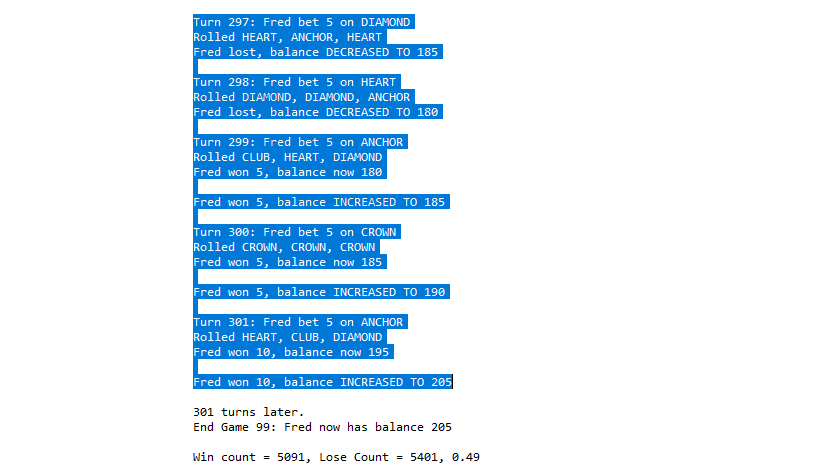 Turn 297: Fred bet 5 on DIAMOND
Rolled HEART, ANCHOR, HEART
Fred lost, balance DECREASED TO 185
Turn 298: Fred bet 5 on HEART
Rolled DIAMOND, DIAMOND, ANCHOR
Fred lost, balance DECREASED TO 180
Turn 299: Fred bet 5 on ANCHOR
Rolled CLUB, HEART, DIAMOND
Fred won 5, balance now 180
Fred won 5, balance INCREASED TO 185
Turn 300: Fred bet 5 on CROWN
Rolled CROWN, CROWN, CROWN
Fred won 5, balance now 185
Fred won 5, balance INCREASED TO 190
Turn 301: Fred bet 5 on ANCHOR
Rolled HEART, CLUB, DIAMOND
Fred won 10, balance now 195
Fred won 10, balance INCREASED TO 205
301 turns later.
End Game 99: Fred now has balance 205
Win count = 5091, Lose Count = 5401, 0.49